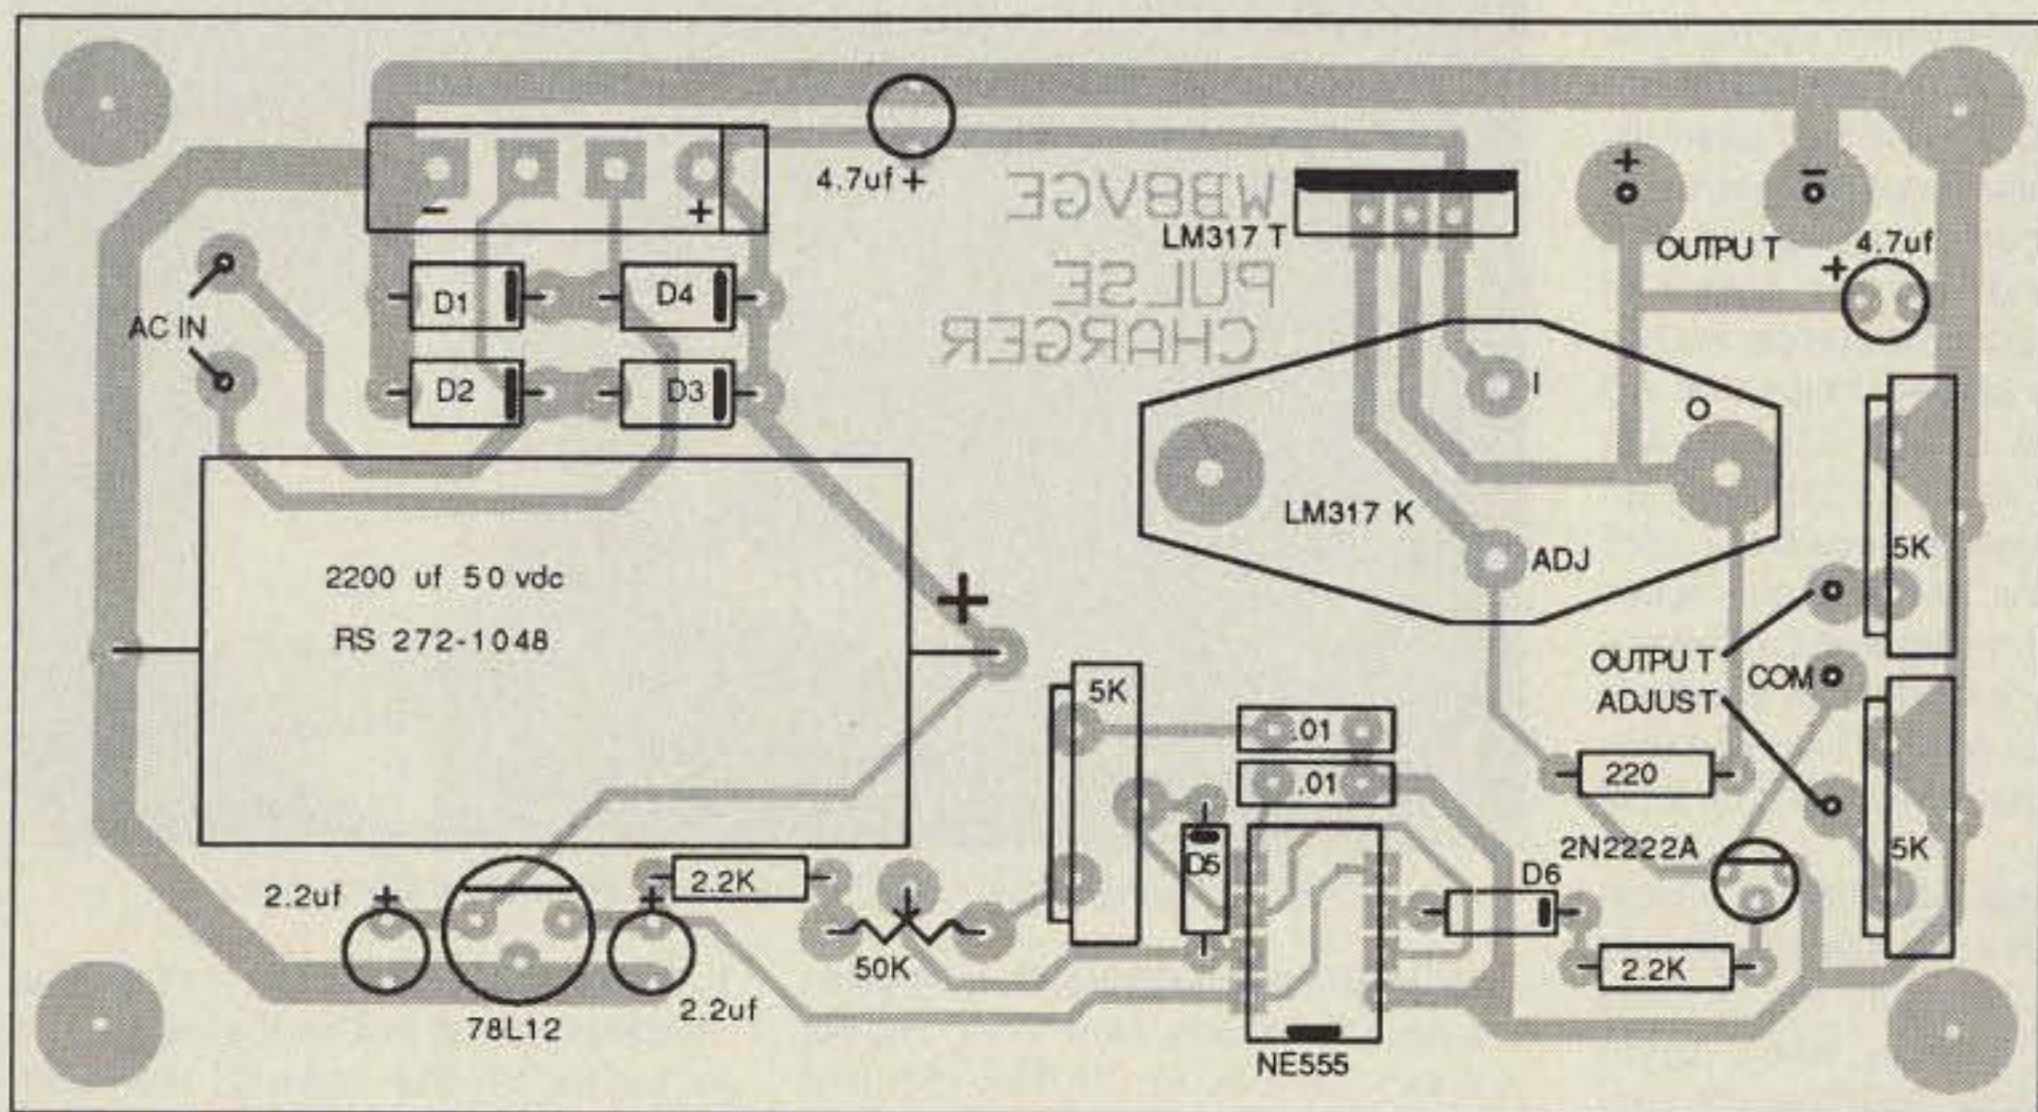 4.7uf +
WB8VGE
PULSE
CHARGER
- +
LM317 T
+ -
OUTPUT
4.7uf
+
AC IN
D1
D4
D2
D3
I
O
LM317 K
ADJ
2200 uf 50 vdc
RS 272-1048
+
5K
OUTPUT
ADJUST
COM
5K
.01
.01
220
2N2222A
5K
D5
D6
2.2uf
+
78L12
+
2.2uf
2.2K
50K
2.2K
NE555